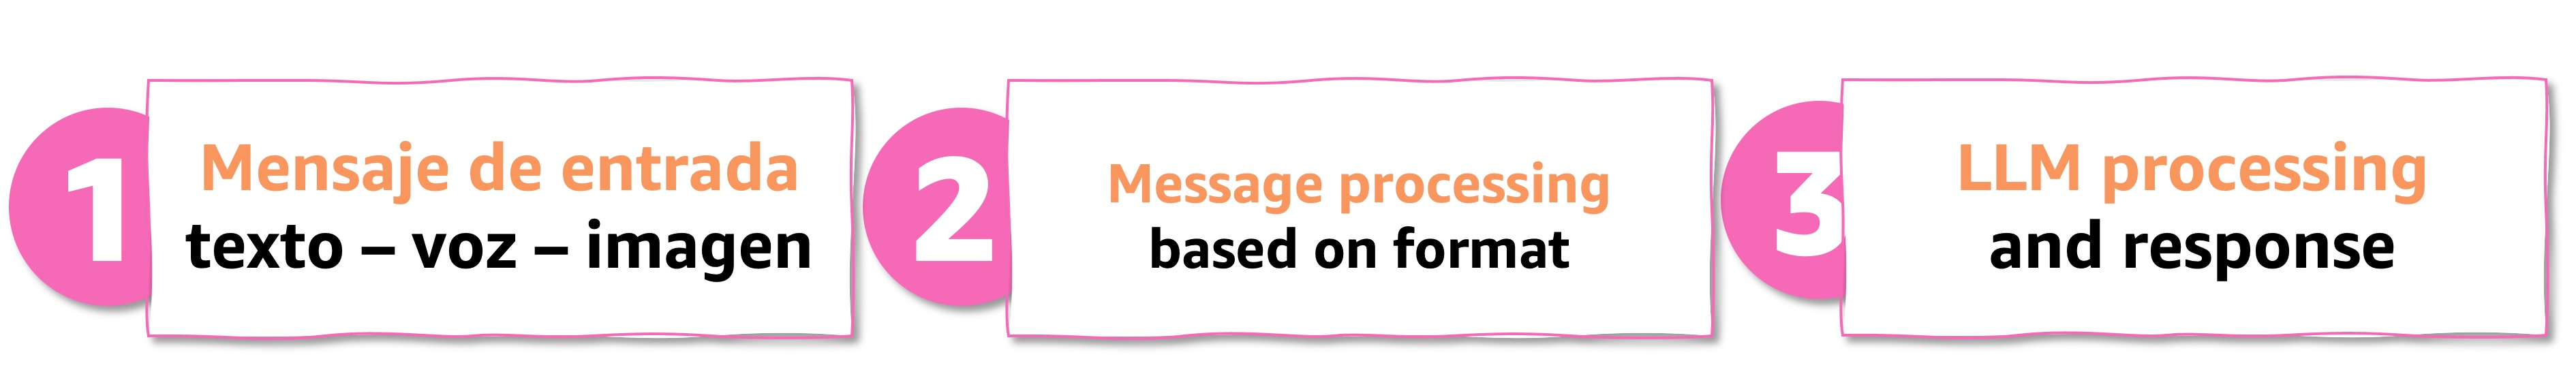 1
Mensaje de entrada
texto – voz – imagen
2
Message processing
based on format
3
LLM processing
and response